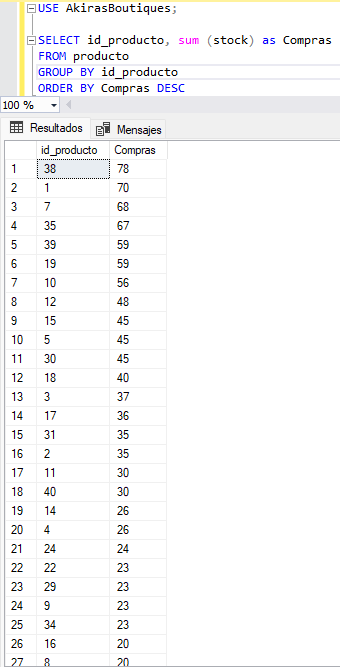 USE AkirasBoutiques;
SELECT id_producto, sum (stock) as Compras
FROM producto
GROUP BY id_producto
ORDER BY Compras DESC
100 %
Resultados Mensajes
id_producto Compras
1 38 78
2 1 70
3 7 68
4 35 67
5 39 59
6 19 59
7 10 56
8 12 48
9 15 45
10 5 45
11 30 45
12 18 40
13 3 37
14 17 36
15 31 35
16 2 35
17 11 30
18 40 30
19 14 26
20 4 26
21 24 24
22 22 23
23 29 23
24 9 23
25 34 23
26 16 20
27 8 20